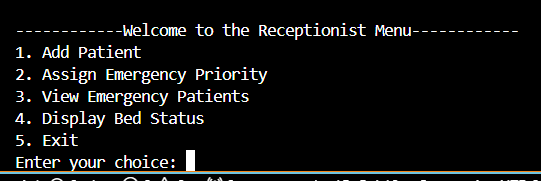 ------------Welcome to the Receptionist Menu------------
1. Add Patient
2. Assign Emergency Priority
3. View Emergency Patients
4. Display Bed Status
5. Exit
Enter your choice: